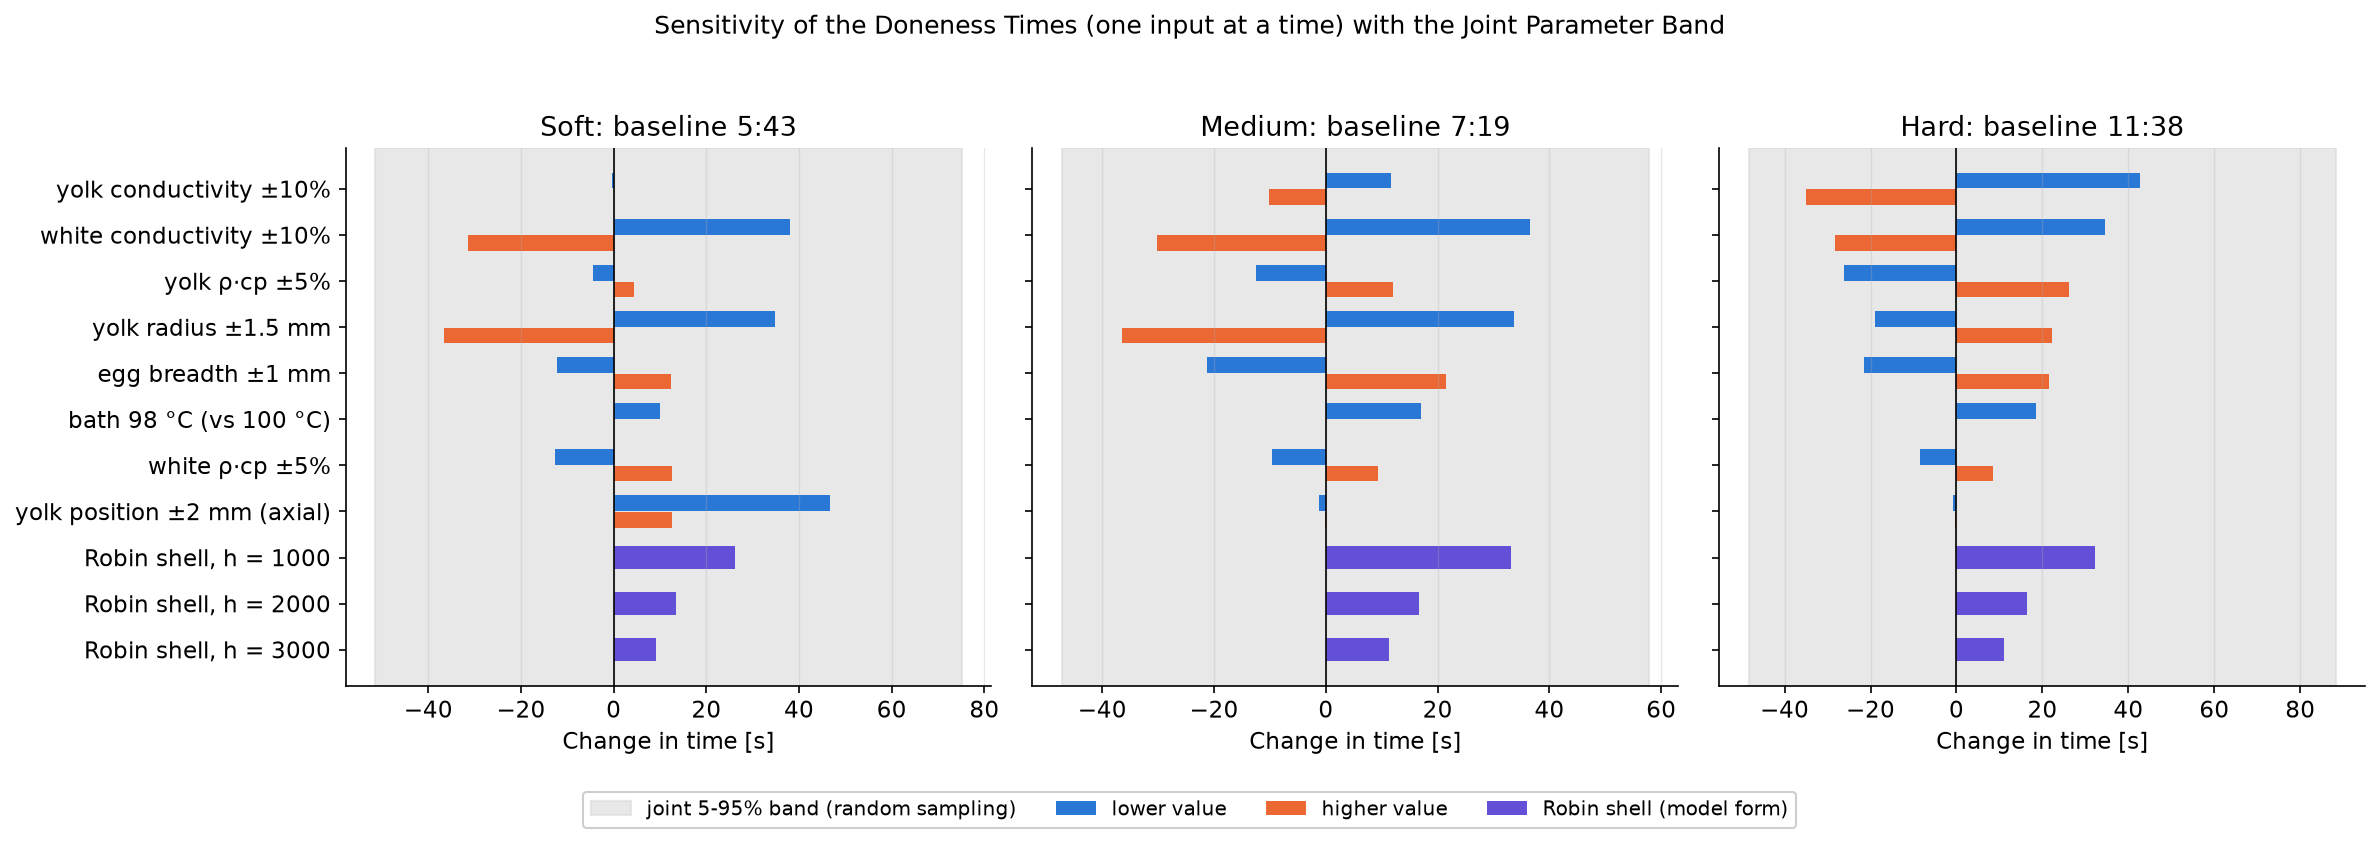 Sensitivity of the Doneness Times (one input at a time) with the Joint Parameter Band
Soft: baseline 5:43
Medium: baseline 7:19
Hard: baseline 11:38
yolk conductivity ±10%
white conductivity ±10%
yolk ρ·cp ±5%
yolk radius ±1.5 mm
egg breadth ±1 mm
bath 98 °C (vs 100 °C)
white ρ·cp ±5%
yolk position ±2 mm (axial)
Robin shell, h = 1000
Robin shell, h = 2000
Robin shell, h = 3000
−40 −20 0 20 40 60 80
Change in time [s]
−40 −20 0 20 40 60
Change in time [s]
−40 −20 0 20 40 60 80
Change in time [s]
joint 5-95% band (random sampling) lower value higher value Robin shell (model form)